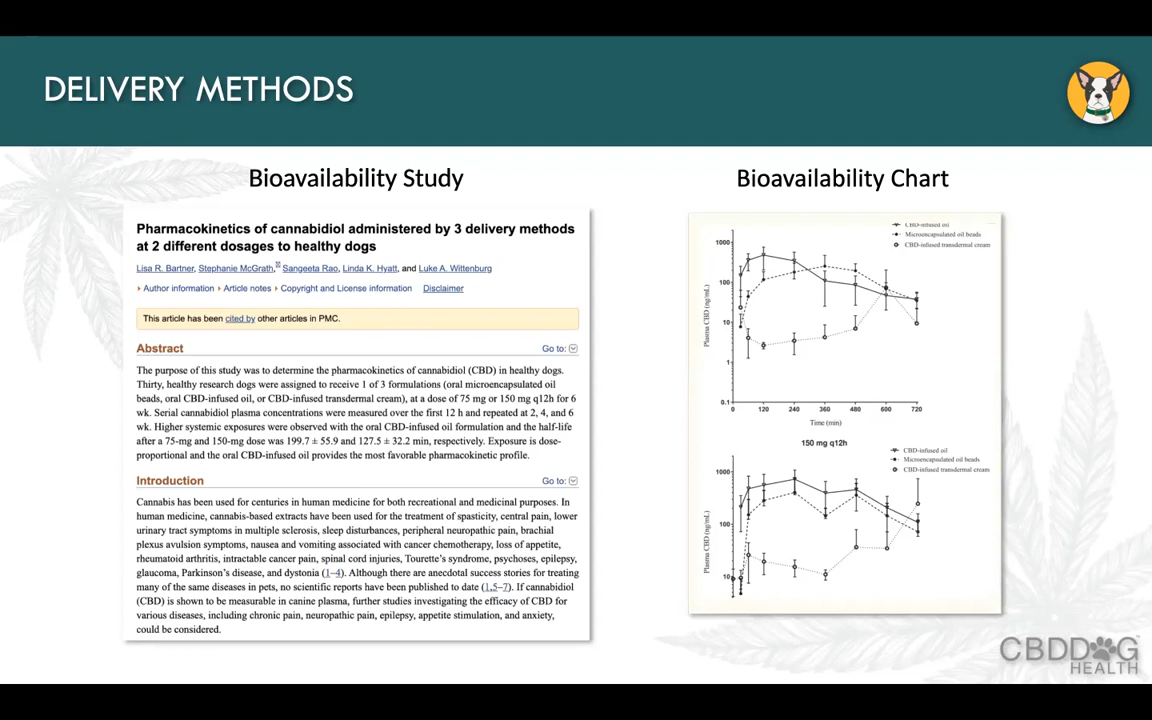 DELIVERY METHODS
Bioavailability Study
Pharmacokinetics of cannabidiol administered by 3 delivery methods
at 2 different dosages to healthy dogs
Lisa R. Bartner, Stephanie McGrath, Sangeeta Rao, Linda K. Hyatt, and Luke A. Wittenburg
Author information Article notes Copyright and License information Disclaimer
This article has been cited by other articles in PMC.
Abstract Go to:
The purpose of this study was to determine the pharmacokinetics of cannabidiol (CBD) in healthy dogs.
Thirty, healthy research dogs were assigned to receive 1 of 3 formulations (oral microencapsulated oil
beads, oral CBD-infused oil, or CBD-infused transdermal cream), at a dose of 75 mg or 150 mg q12h for 6
wk. Serial cannabidiol plasma concentrations were measured over the first 12 h and repeated at 2, 4, and 6
wk. Higher systemic exposures were observed with the oral CBD-infused oil formulation and the half-life
after a 75-mg and 150-mg dose was 199.7 ± 55.9 and 127.5 ± 32.2 min, respectively. Exposure is dose-
proportional and the oral CBD-infused oil provides the most favorable pharmacokinetic profile.
Introduction Go to:
Cannabis has been used for centuries in human medicine for both recreational and medicinal purposes. In
human medicine, cannabis-based extracts have been used for the treatment of spasticity, central pain, lower
urinary tract symptoms in multiple sclerosis, sleep disturbances, peripheral neuropathic pain, brachial
plexus avulsion symptoms, nausea and vomiting associated with cancer chemotherapy, loss of appetite,
rheumatoid arthritis, intractable cancer pain, spinal cord injuries, Tourette's syndrome, psychoses, epilepsy,
glaucoma, Parkinson's disease, and dystonia (1–4). Although there are anecdotal success stories for treating
many of the same diseases in pets, no scientific reports have been published to date (1,5–7). If cannabidiol
(CBD) is shown to be measurable in canine plasma, further studies investigating the efficacy of CBD for
various diseases, including chronic pain, neuropathic pain, epilepsy, appetite stimulation, and anxiety,
could be considered.
Bioavailability Chart
CBD-infused oil
Microencapsulated oil beads
CBD-infused transdermal cream
1000
100
10
1
0.1
Plasma CBD (ng/mL)
0 120 240 360 480 600 720
Time (min)
150 mg q12h
CBD-infused oil
Microencapsulated oil beads
CBD-infused transdermal cream
1000
100
10
Plasma CBD (ng/mL)
CBDDOG
HEALTH